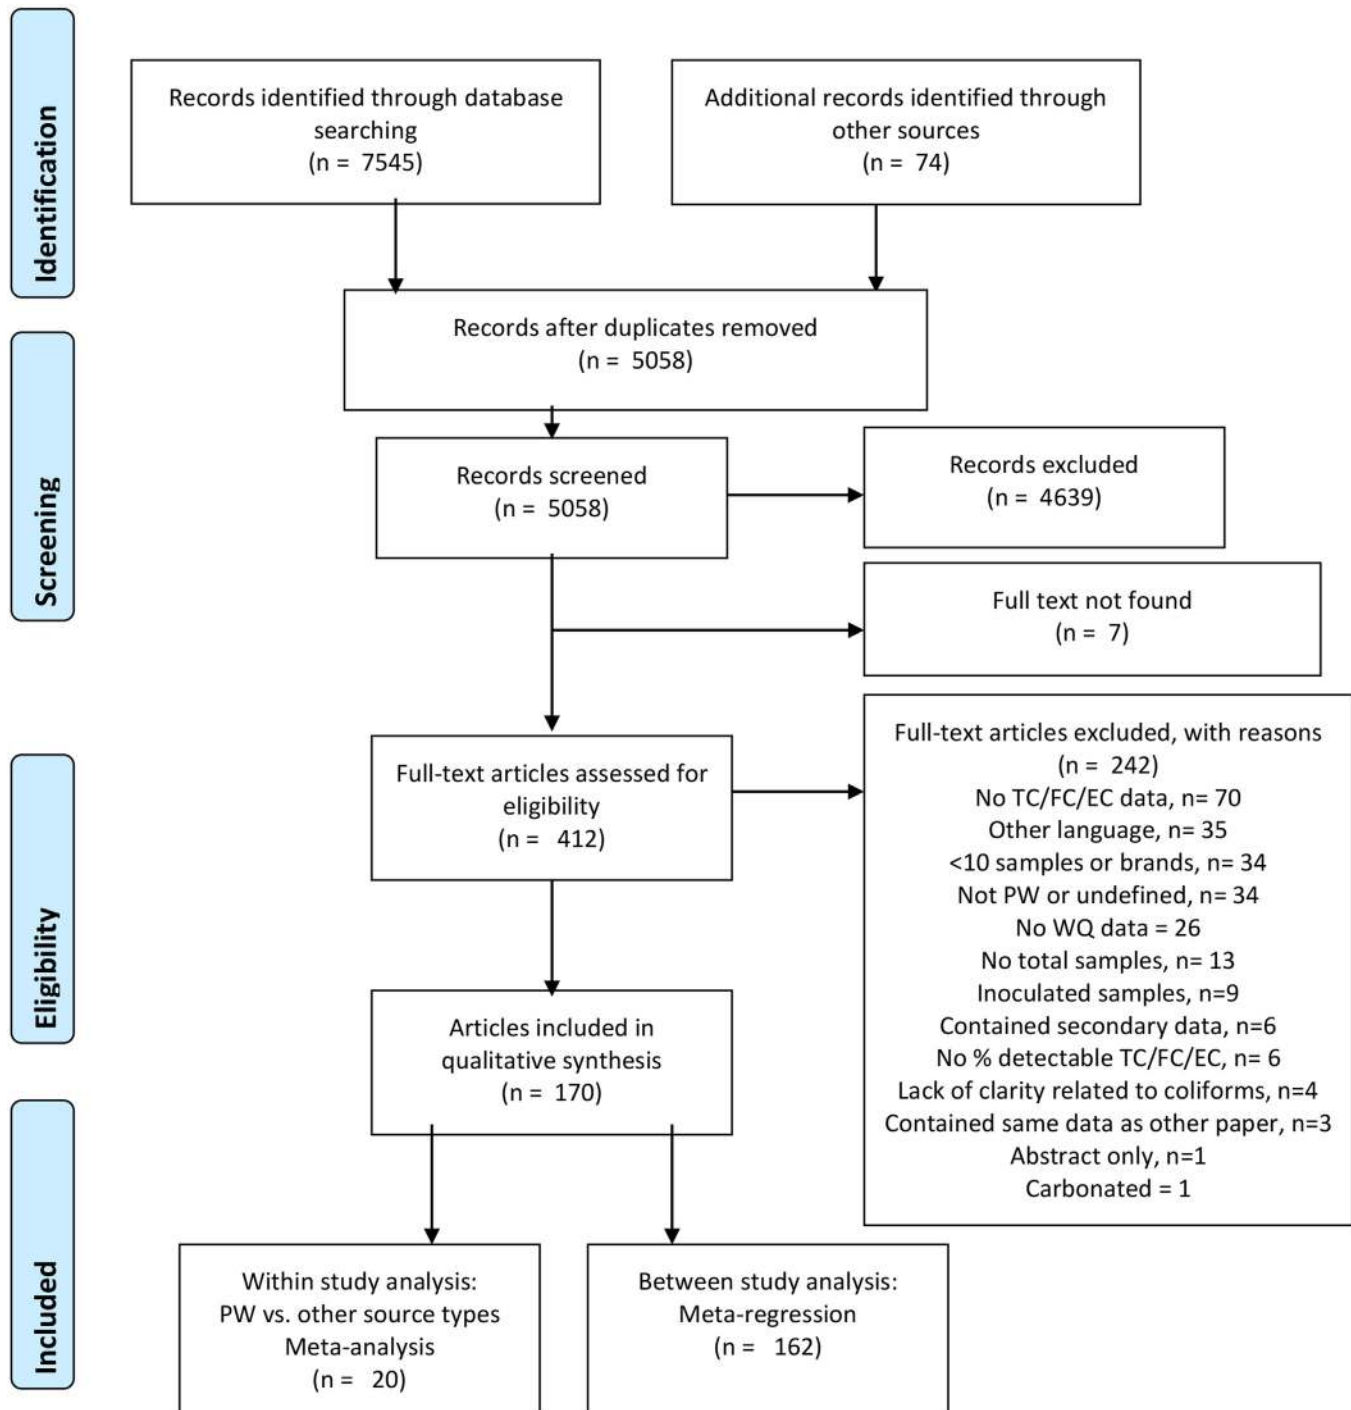 Identification
Records identified through database
searching
(n = 7545)
Additional records identified through
other sources
(n = 74)
Records after duplicates removed
(n = 5058)
Screening
Records screened
(n = 5058)
Records excluded
(n = 4639)
Full text not found
(n = 7)
Eligibility
Full-text articles assessed for
eligibility
(n = 412)
Full-text articles excluded, with reasons
(n = 242)
No TC/FC/EC data, n= 70
Other language, n= 35
<10 samples or brands, n= 34
Not PW or undefined, n= 34
No WQ data = 26
No total samples, n= 13
Inoculated samples, n=9
Contained secondary data, n=6
No % detectable TC/FC/EC, n= 6
Lack of clarity related to coliforms, n=4
Contained same data as other paper, n=3
Abstract only, n=1
Carbonated = 1
Articles included in
qualitative synthesis
(n = 170)
Included
Within study analysis:
PW vs. other source types
Meta-analysis
(n = 20)
Between study analysis:
Meta-regression
(n = 162)